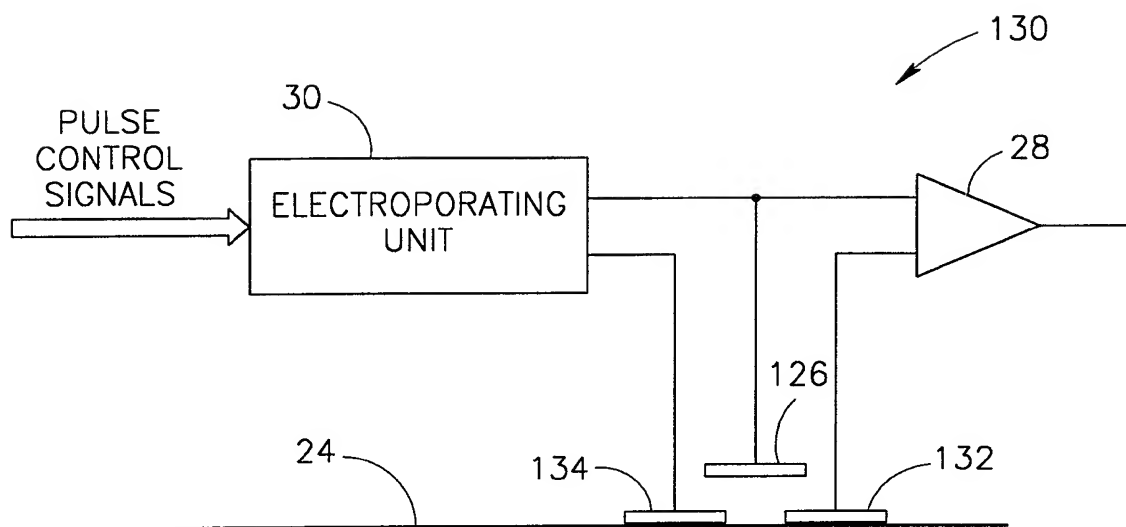 130
30
PULSE
CONTROL
SIGNALS
28
ELECTROPORATING
UNIT
126
24
134
132